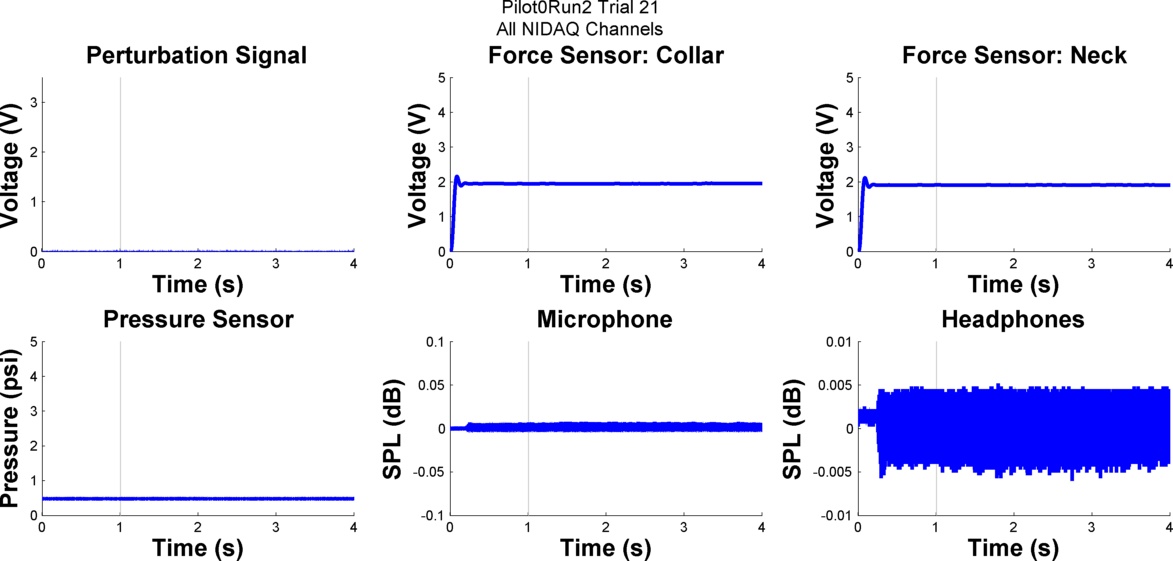 Pilot0Run2 Trial 21
All NIDAQ Channels
Perturbation Signal
Voltage (V)
3
2
1
0
0 1 2 3 4
Time (s)
Force Sensor: Collar
Voltage (V)
5
4
3
2
1
0
0 1 2 3 4
Time (s)
Force Sensor: Neck
Voltage (V)
5
4
3
2
1
0
0 1 2 3 4
Time (s)
Pressure Sensor
Pressure (psi)
5
4
3
2
1
0
0 1 2 3 4
Time (s)
Microphone
SPL (dB)
0.1
0.05
0
-0.05
-0.1
0 1 2 3 4
Time (s)
Headphones
SPL (dB)
0.01
0.005
0
-0.005
-0.01
0 1 2 3 4
Time (s)